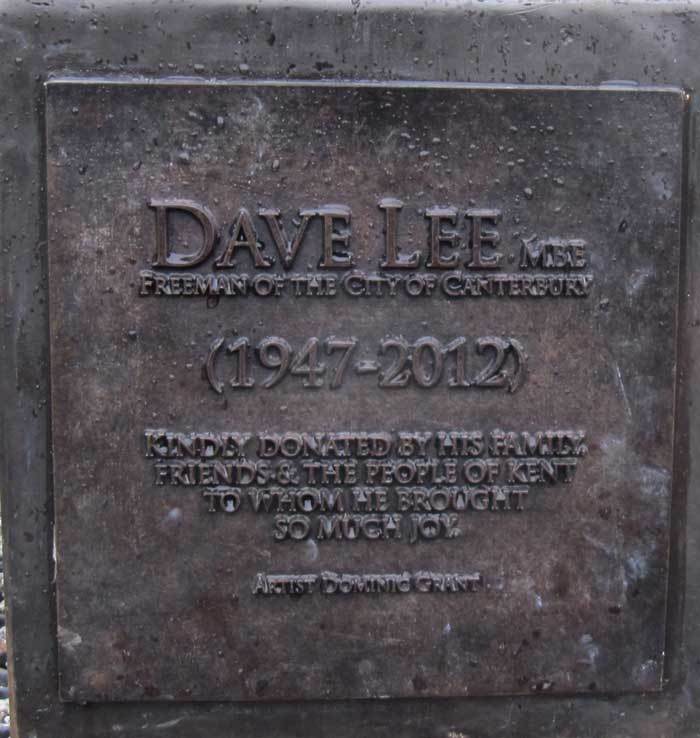 DAVE LEE MBE
FREEMAN OF THE CITY OF CANTERBURY
(1947-2012)
KINDLY DONATED BY HIS FAMILY,
FRIENDS & THE PEOPLE OF KENT
TO WHOM HE BROUGHT
SO MUCH JOY.
ARTIST DOMINIC GRANT